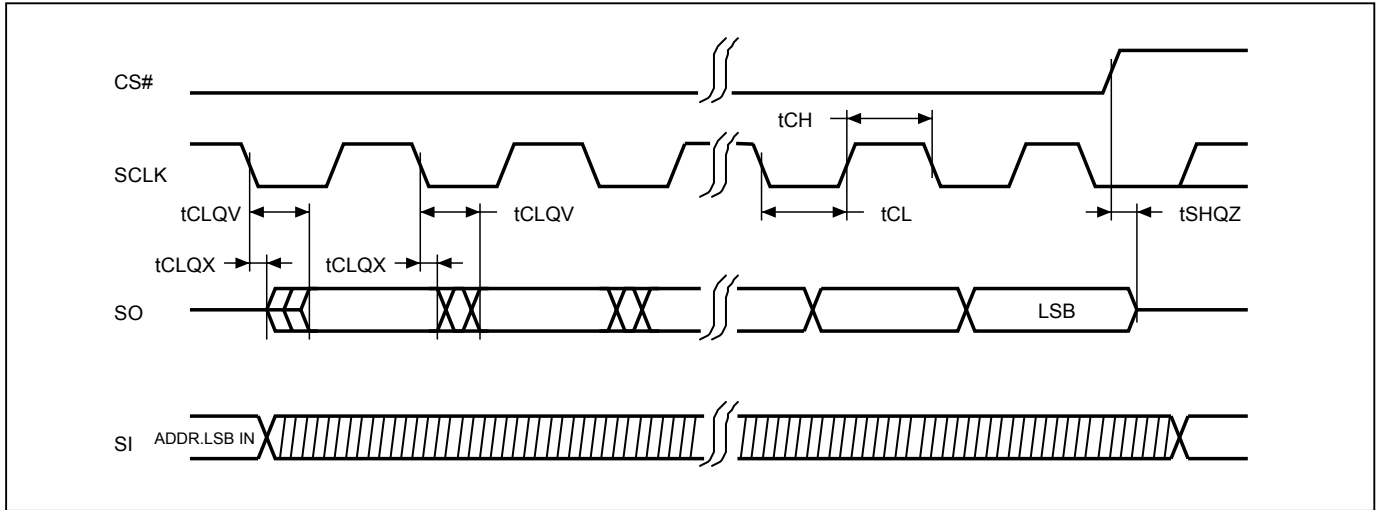 CS#
tCH
SCLK
tCLQV
tCLQV
tCL
tSHQZ
tCLQX
tCLQX
SO
LSB
SI
ADDR.LSB IN